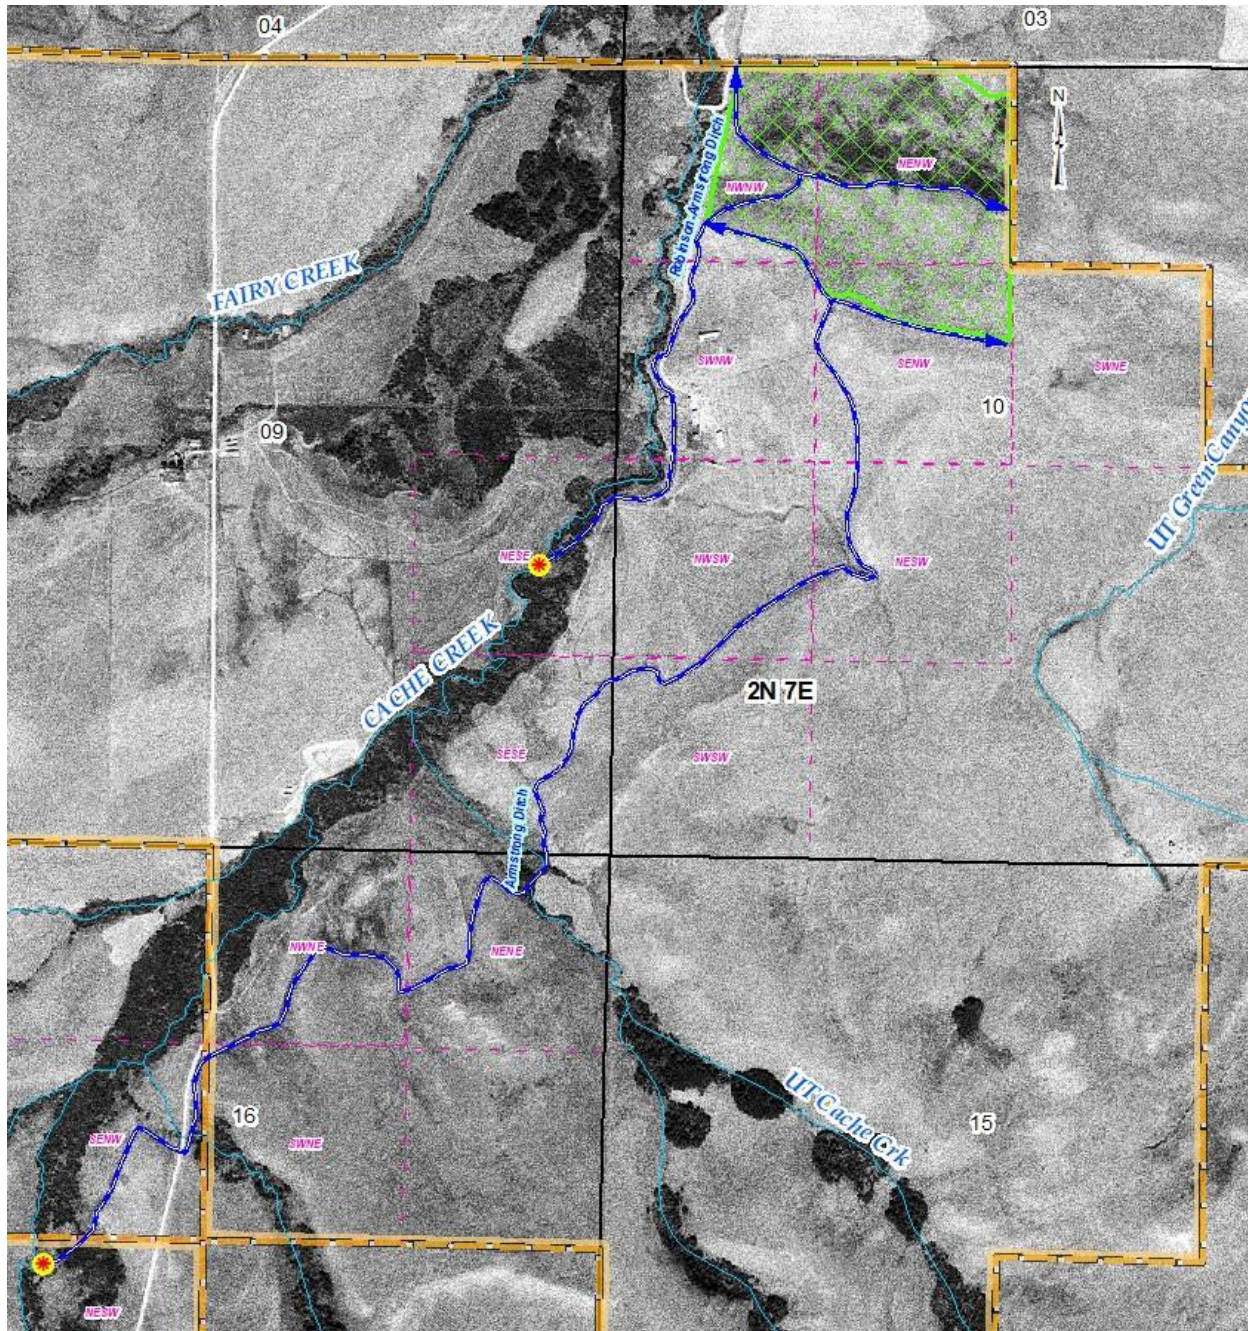 04
03
N
NENW
NWNW
Robinson-Armstrong Ditch
FAIRY CREEK
SWNW
SENW
SWNE
10
09
UT Green Canyon
NESE
NWSW
NESW
CACHE CREEK
2N 7E
SESE
SWSW
Armstrong Ditch
NWNE
NENE
UT Cache Crk
16
15
SENW
SWNE
NESW